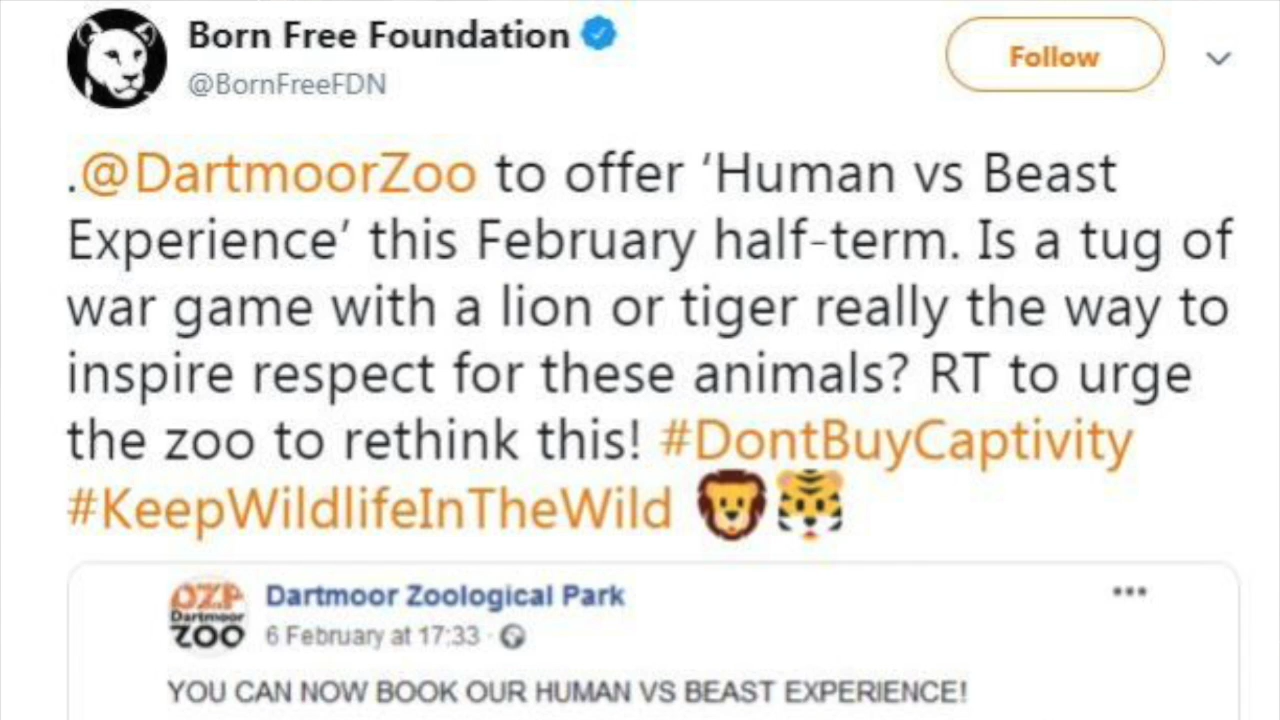 Born Free Foundation
@BornFreeFDN
Follow
.@DartmoorZoo to offer ‘Human vs Beast
Experience’ this February half-term. Is a tug of
war game with a lion or tiger really the way to
inspire respect for these animals? RT to urge
the zoo to rethink this! #DontBuyCaptivity
#KeepWildlifeInTheWild
DZP
Dartmoor
ZOO
Dartmoor Zoological Park
6 February at 17:33 ·
YOU CAN NOW BOOK OUR HUMAN VS BEAST EXPERIENCE!